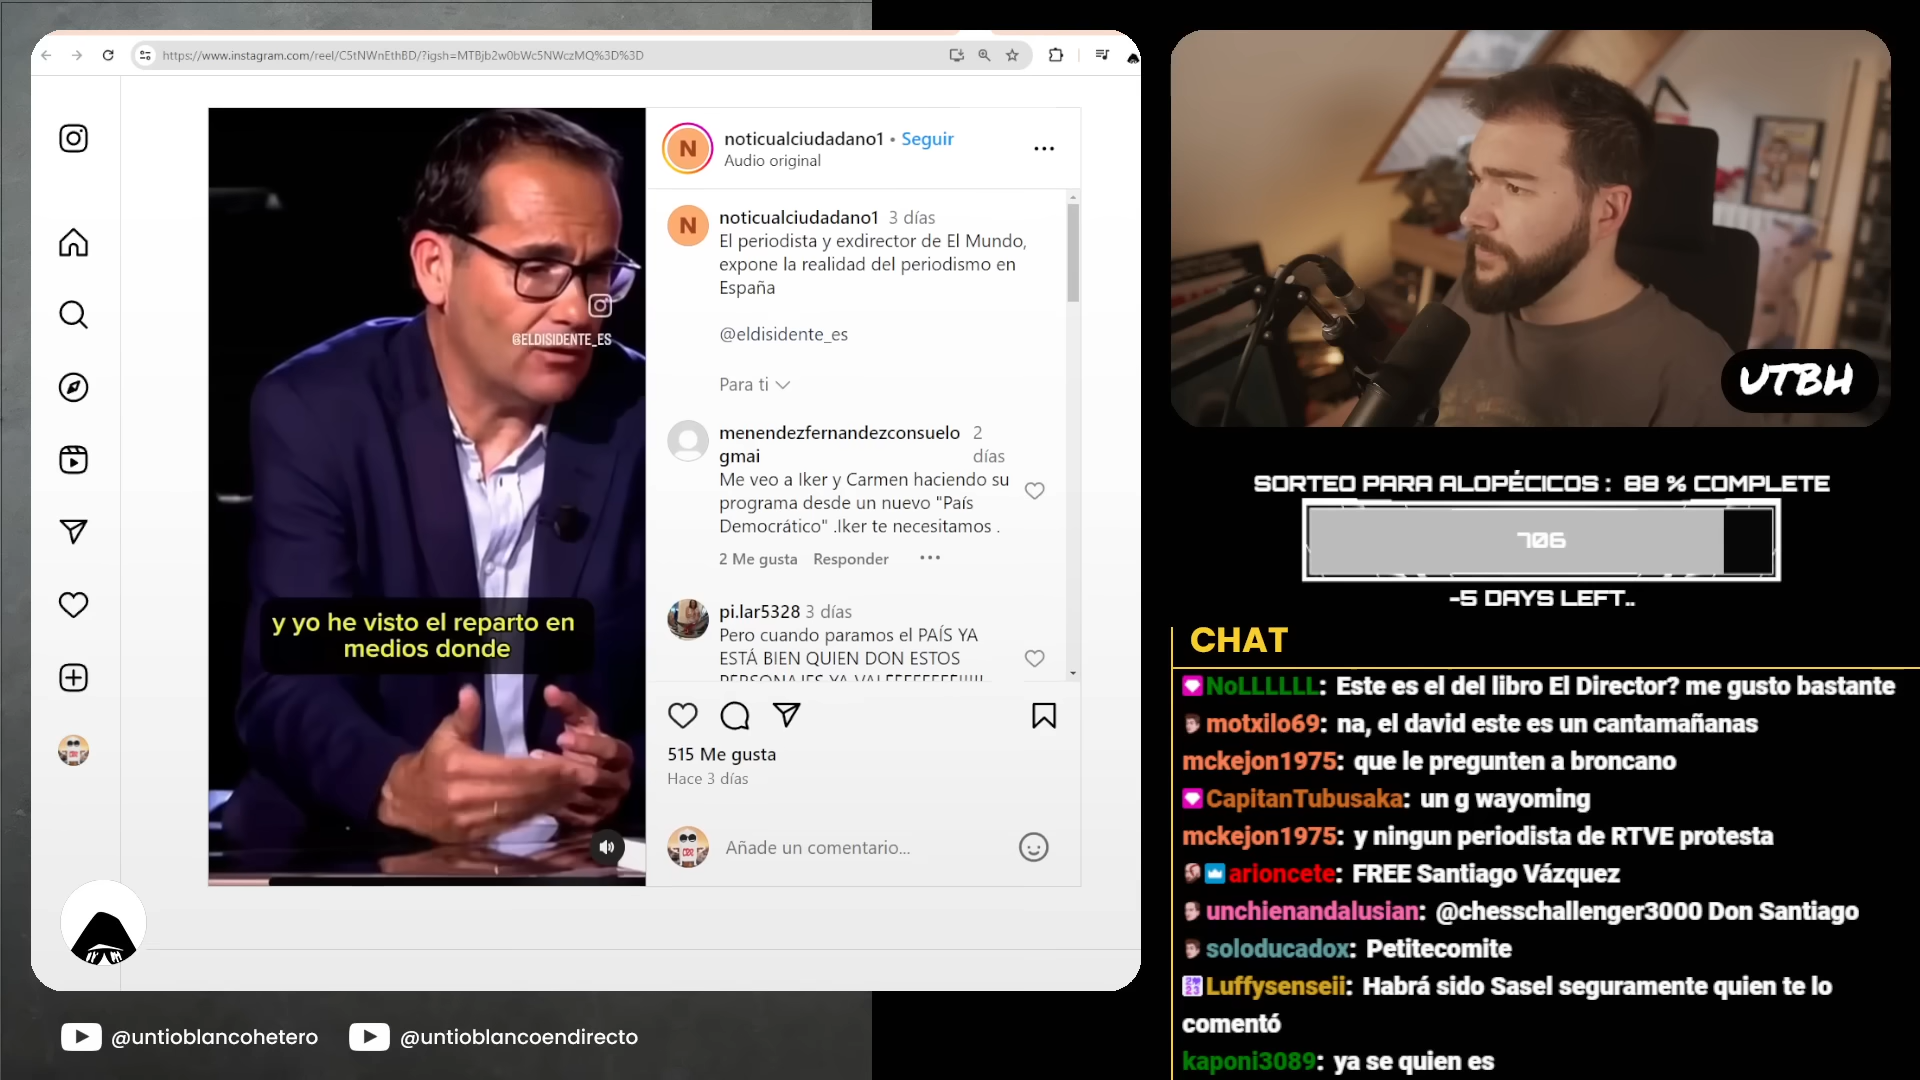 https://www.instagram.com/reel/C5tNWnEthBD/?igsh=MTBjb2w0bWc5NWczMQ%3D%3D
@ELDISIDENTE_ES
y yo he visto el reparto en
medios donde
N
noticualciudadano1 • Seguir
Audio original
N
noticualciudadano1 3 días
El periodista y exdirector de El Mundo,
expone la realidad del periodismo en
España
@eldisidente_es
Para ti
menendezfernandezconsuelo 2
gmai días
Me veo a Iker y Carmen haciendo su
programa desde un nuevo "País
Democrático" .Iker te necesitamos .
2 Me gusta Responder
pi.lar5328 3 días
Pero cuando paramos el PAÍS YA
ESTÁ BIEN QUIEN DON ESTOS
515 Me gusta
Hace 3 días
Añade un comentario...
@untioblancohetero
@untioblancoendirecto
UTBH
SORTEO PARA ALOPÉCICOS : 88 % COMPLETE
706
-5 DAYS LEFT..
CHAT
NoLLLLLL: Este es el del libro El Director? me gusto bastante
motxilo69: na, el david este es un cantamañanas
mckejon1975: que le pregunten a broncano
CapitanTubusaka: un g wayoming
mckejon1975: y ningun periodista de RTVE protesta
arioncete: FREE Santiago Vázquez
unchienandalusian: @chesschallenger3000 Don Santiago
soloducadox: Petitecomite
Luffysenseii: Habrá sido Sasel seguramente quien te lo
comentó
kaponi3089: ya se quien es